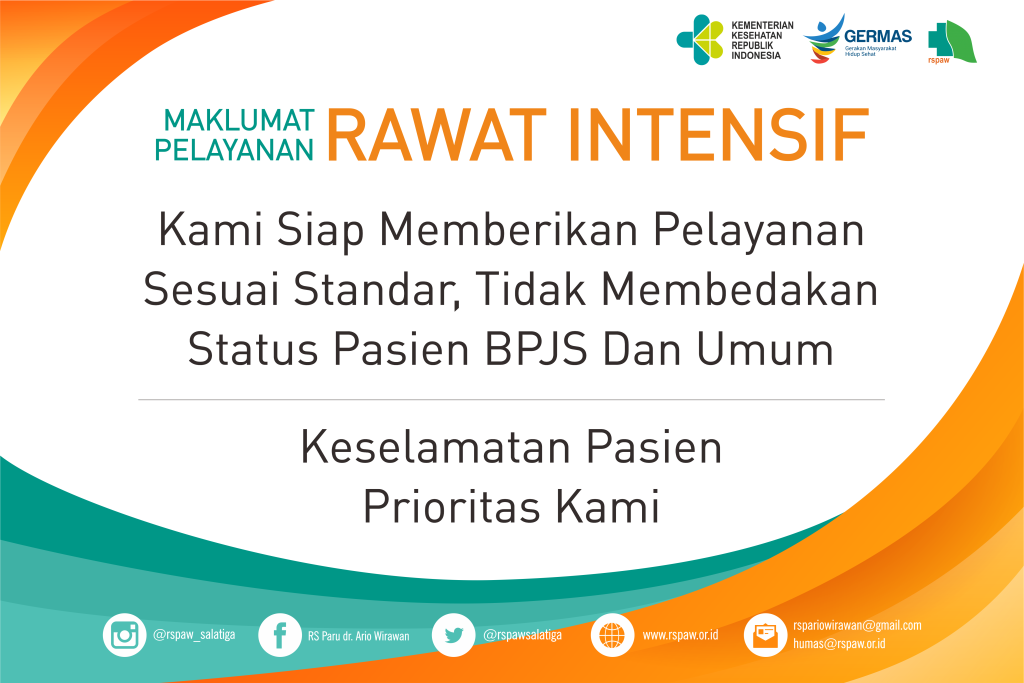 KEMENTERIAN
KESEHATAN
REPUBLIK
INDONESIA
GERMAS
Gerakan Masyarakat
Hidup Sehat
rspaw
MAKLUMAT
PELAYANAN
RAWAT INTENSIF
Kami Siap Memberikan Pelayanan
Sesuai Standar, Tidak Membedakan
Status Pasien BPJS Dan Umum
Keselamatan Pasien
Prioritas Kami
@rspaw_salatiga
RS Paru dr. Ario Wirawan
@rspawsalatiga
www.rspaw.or.id
rspariowirawan@gmail.com
humas@rspaw.or.id